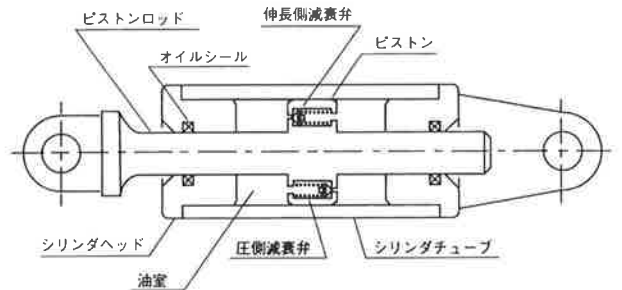 ピストンロッド
伸長側減衰弁
ピストン
オイルシール
シリンダヘッド
圧側減衰弁
シリンダチューブ
油室